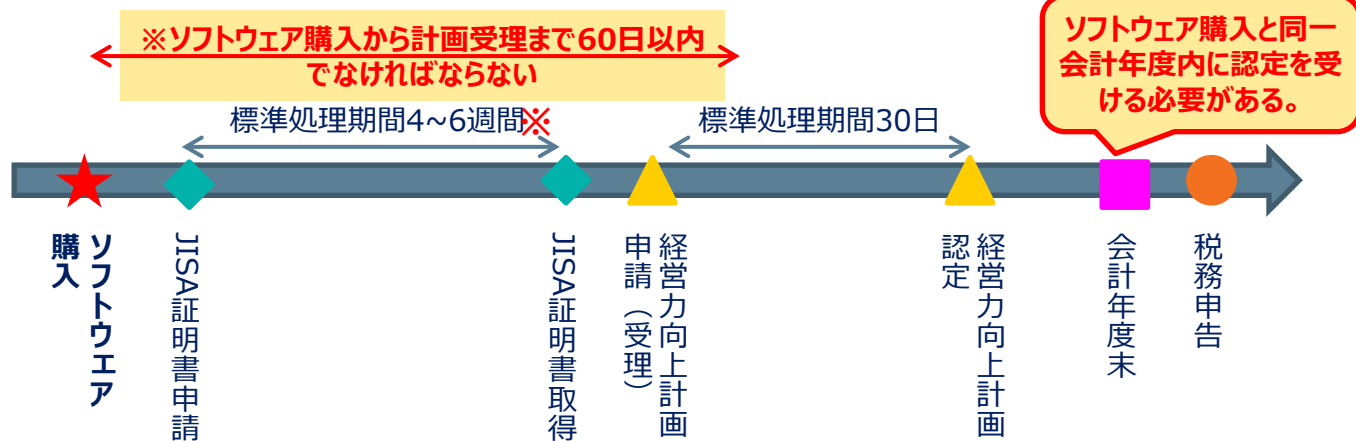 ※ソフトウェア購入から計画受理まで60日以内
でなければならない
ソフトウェア購入と同一
会計年度内に認定を受
ける必要がある。
標準処理期間4~6週間※
標準処理期間30日
ソフトウエア
購入
JISA証明書申請
JISA証明書取得
経営力向上計画
申請（受理）
経営力向上計画
認定
会計年度末
税務申告